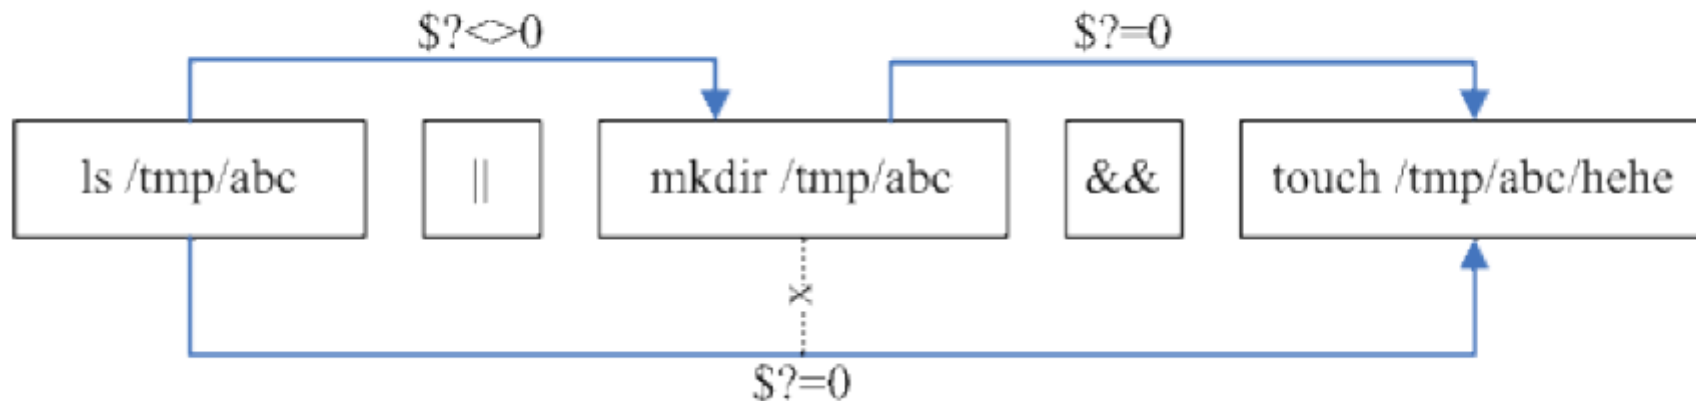 $?<>0 $?=0
ls /tmp/abc || mkdir /tmp/abc && touch /tmp/abc/hehe
x
$?=0